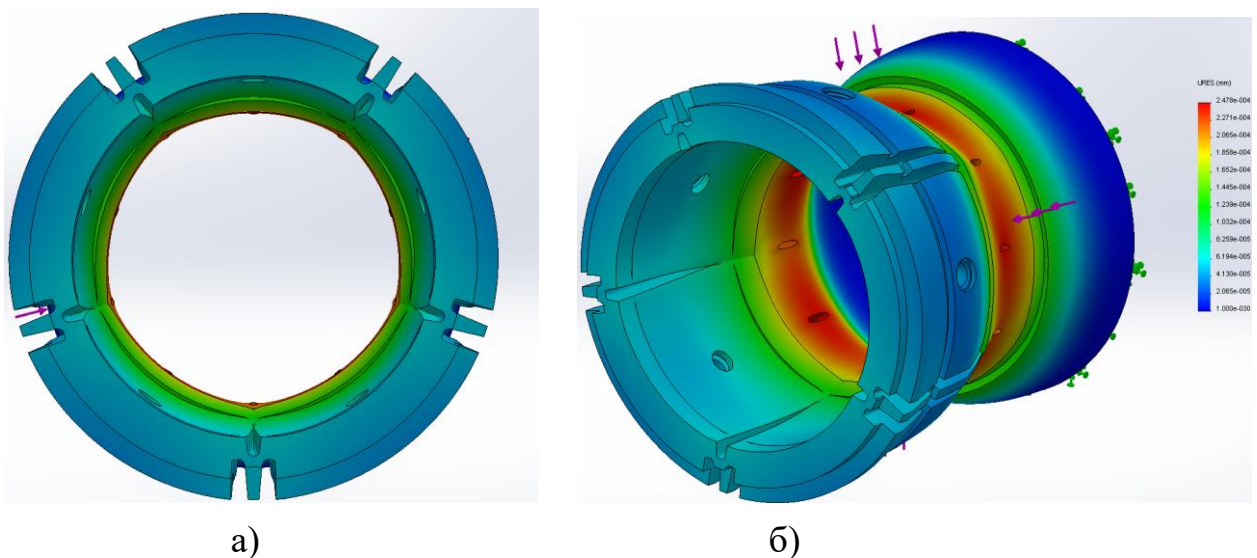 URES (mm)
2.478e-004
2.271e-004
2.065e-004
1.858e-004
1.652e-004
1.445e-004
1.239e-004
1.032e-004
8.259e-005
6.194e-005
4.130e-005
2.065e-005
1.000e-030
а)
б)